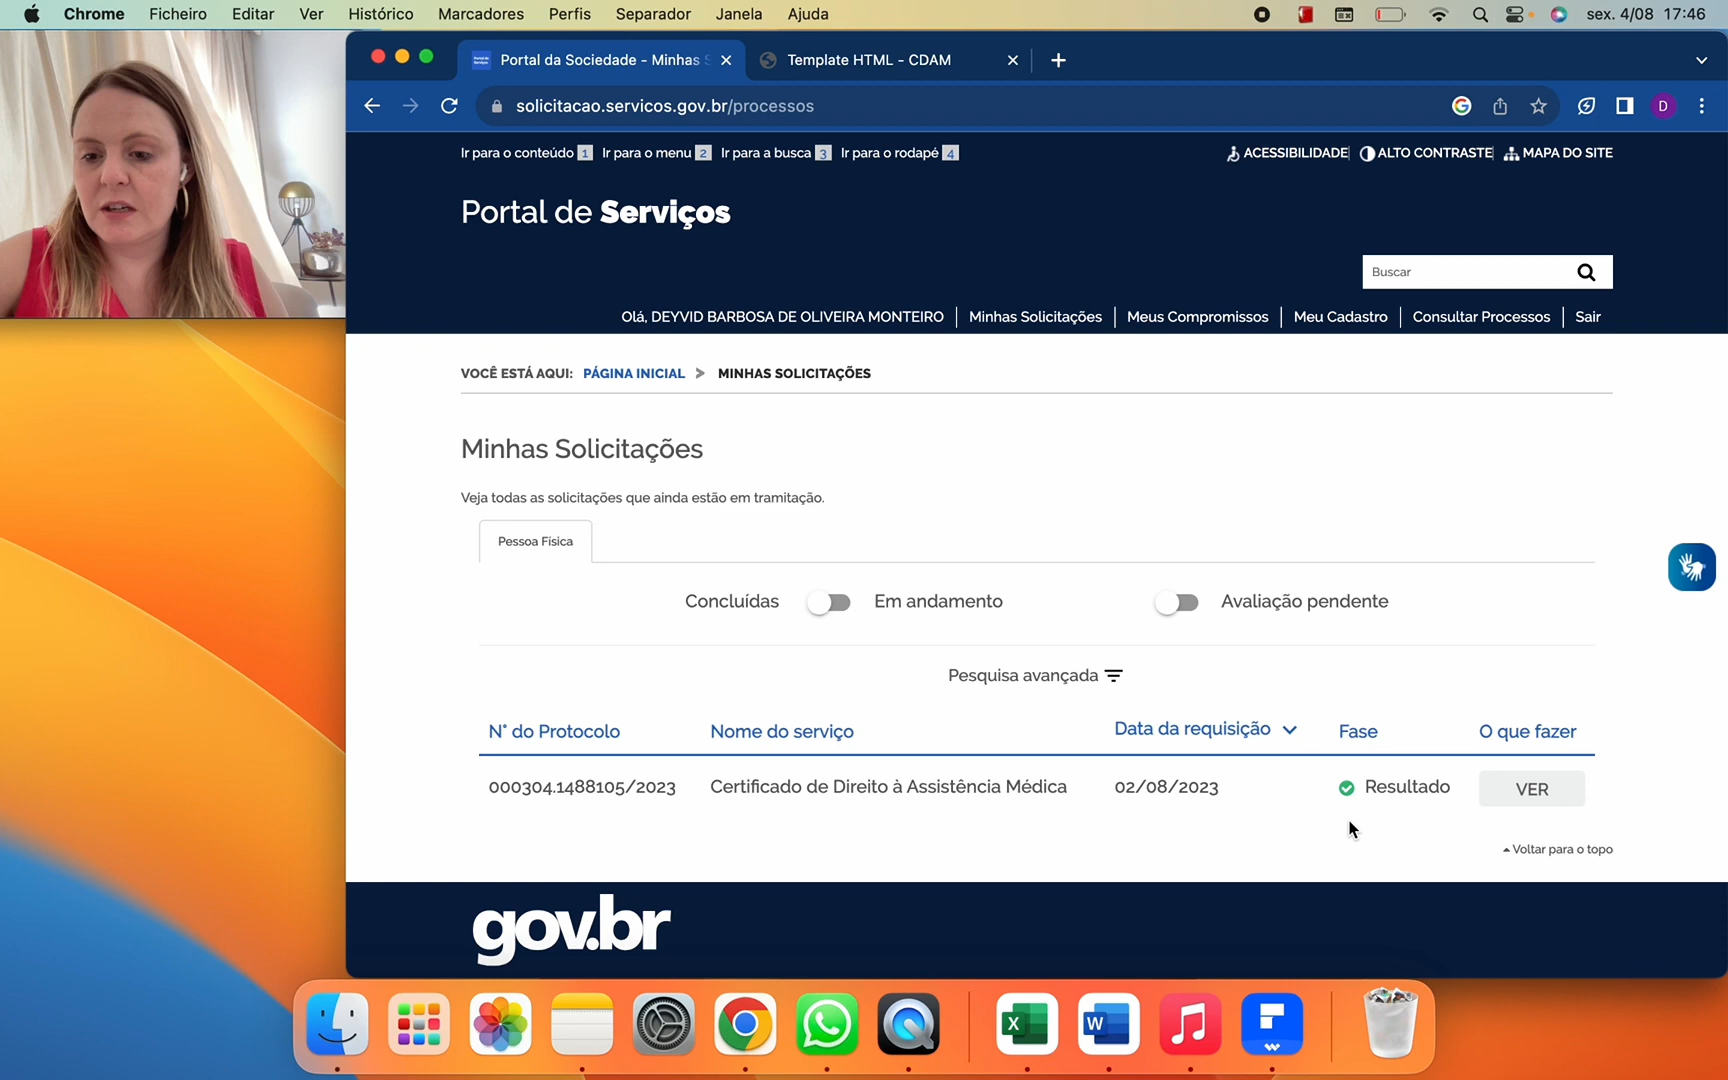 Chrome Ficheiro Editar Ver Histórico Marcadores Perfis Separador Janela Ajuda sex. 4/08 17:46
Portal da Sociedade - Minhas S
Template HTML - CDAM
solicitacao.servicos.gov.br/processos
D
Ir para o conteúdo 1 Ir para o menu 2 Ir para a busca 3 Ir para o rodapé 4
ACESSIBILIDADE ALTO CONTRASTE MAPA DO SITE
Portal de Serviços
Buscar
Olá, DEYVID BARBOSA DE OLIVEIRA MONTEIRO Minhas Solicitações Meus Compromissos Meu Cadastro Consultar Processos Sair
VOCÊ ESTÁ AQUI: PÁGINA INICIAL > MINHAS SOLICITAÇÕES
Minhas Solicitações
Veja todas as solicitações que ainda estão em tramitação.
Pessoa Física
Concluídas Em andamento Avaliação pendente
Pesquisa avançada
N° do Protocolo Nome do serviço Data da requisição Fase O que fazer
000304.1488105/2023 Certificado de Direito à Assistência Médica 02/08/2023 Resultado VER
Voltar para o topo
gov.br
X W